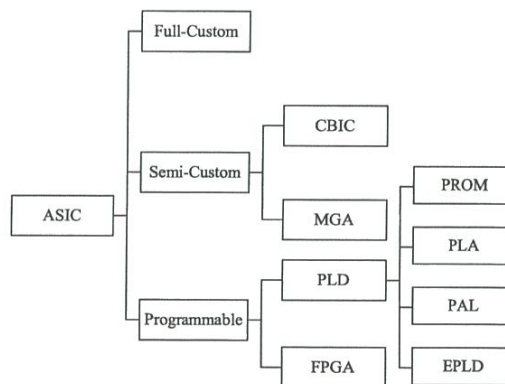 Full-Custom
CBIC
Semi-Custom
PROM
ASIC
MGA
PLA
PLD
PAL
Programmable
FPGA
EPLD